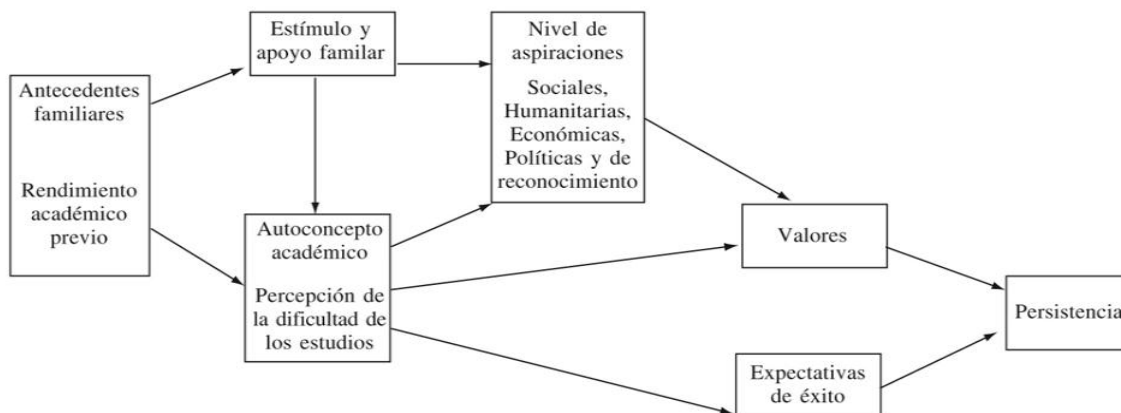 Antecedentes
familiares
Rendimiento
académico
previo
Estímulo y
apoyo familar
Autoconcepto
académico
Percepción de
la dificultad de
los estudios
Nivel de
aspiraciones
Sociales,
Humanitarias,
Económicas,
Políticas y de
reconocimiento
Valores
Expectativas
de éxito
Persistencia